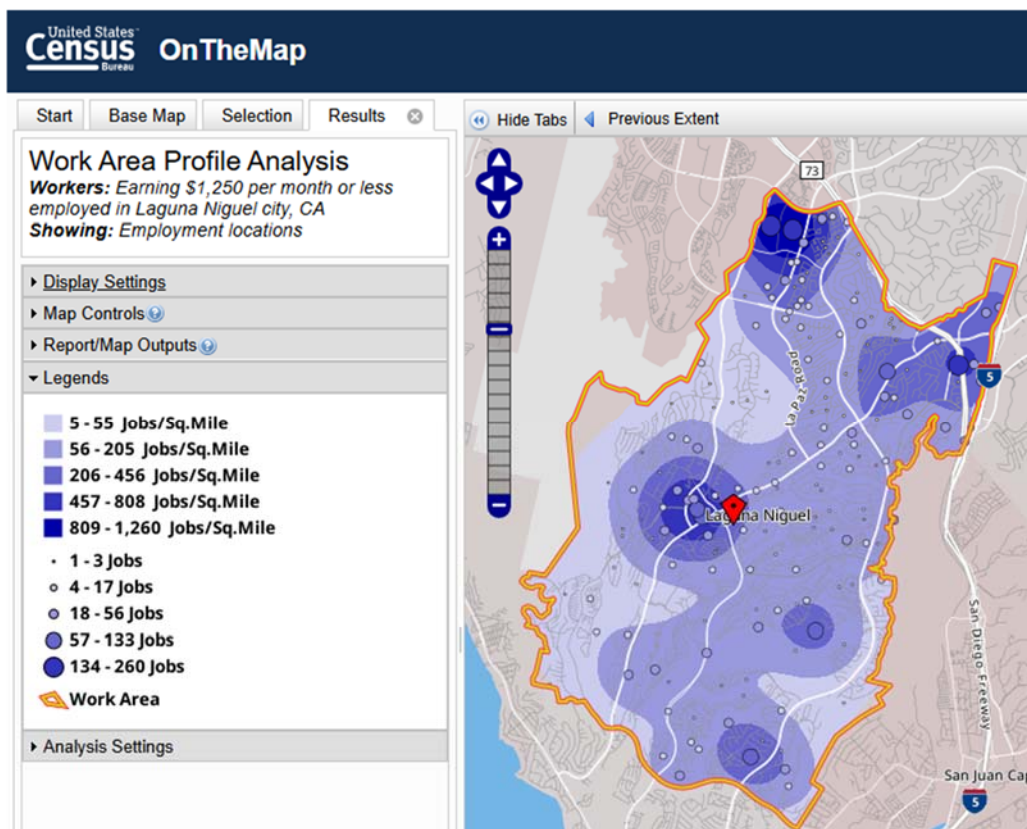 United States
Census
Bureau
OnTheMap
Start
Base Map
Selection
Results
Hide Tabs
Previous Extent
Work Area Profile Analysis
Workers: Earning $1,250 per month or less
employed in Laguna Niguel city, CA
Showing: Employment locations
Display Settings
Map Controls
Report/Map Outputs
Legends
5 - 55 Jobs/Sq.Mile
56 - 205 Jobs/Sq.Mile
206 - 456 Jobs/Sq.Mile
457 - 808 Jobs/Sq.Mile
809 - 1,260 Jobs/Sq.Mile
1 - 3 Jobs
4 - 17 Jobs
18 - 56 Jobs
57 - 133 Jobs
134 - 260 Jobs
Work Area
Analysis Settings
73
La Paz Road
5
Laguna Niguel
San Diego Freeway
San Juan Cap
5